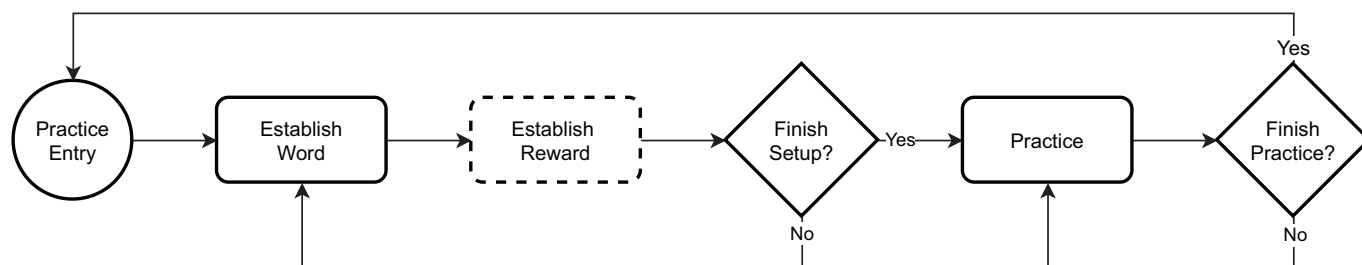 Yes
Practice
Entry
Establish
Word
Establish
Reward
Finish
Setup?
Yes
Practice
Finish
Practice?
No
No